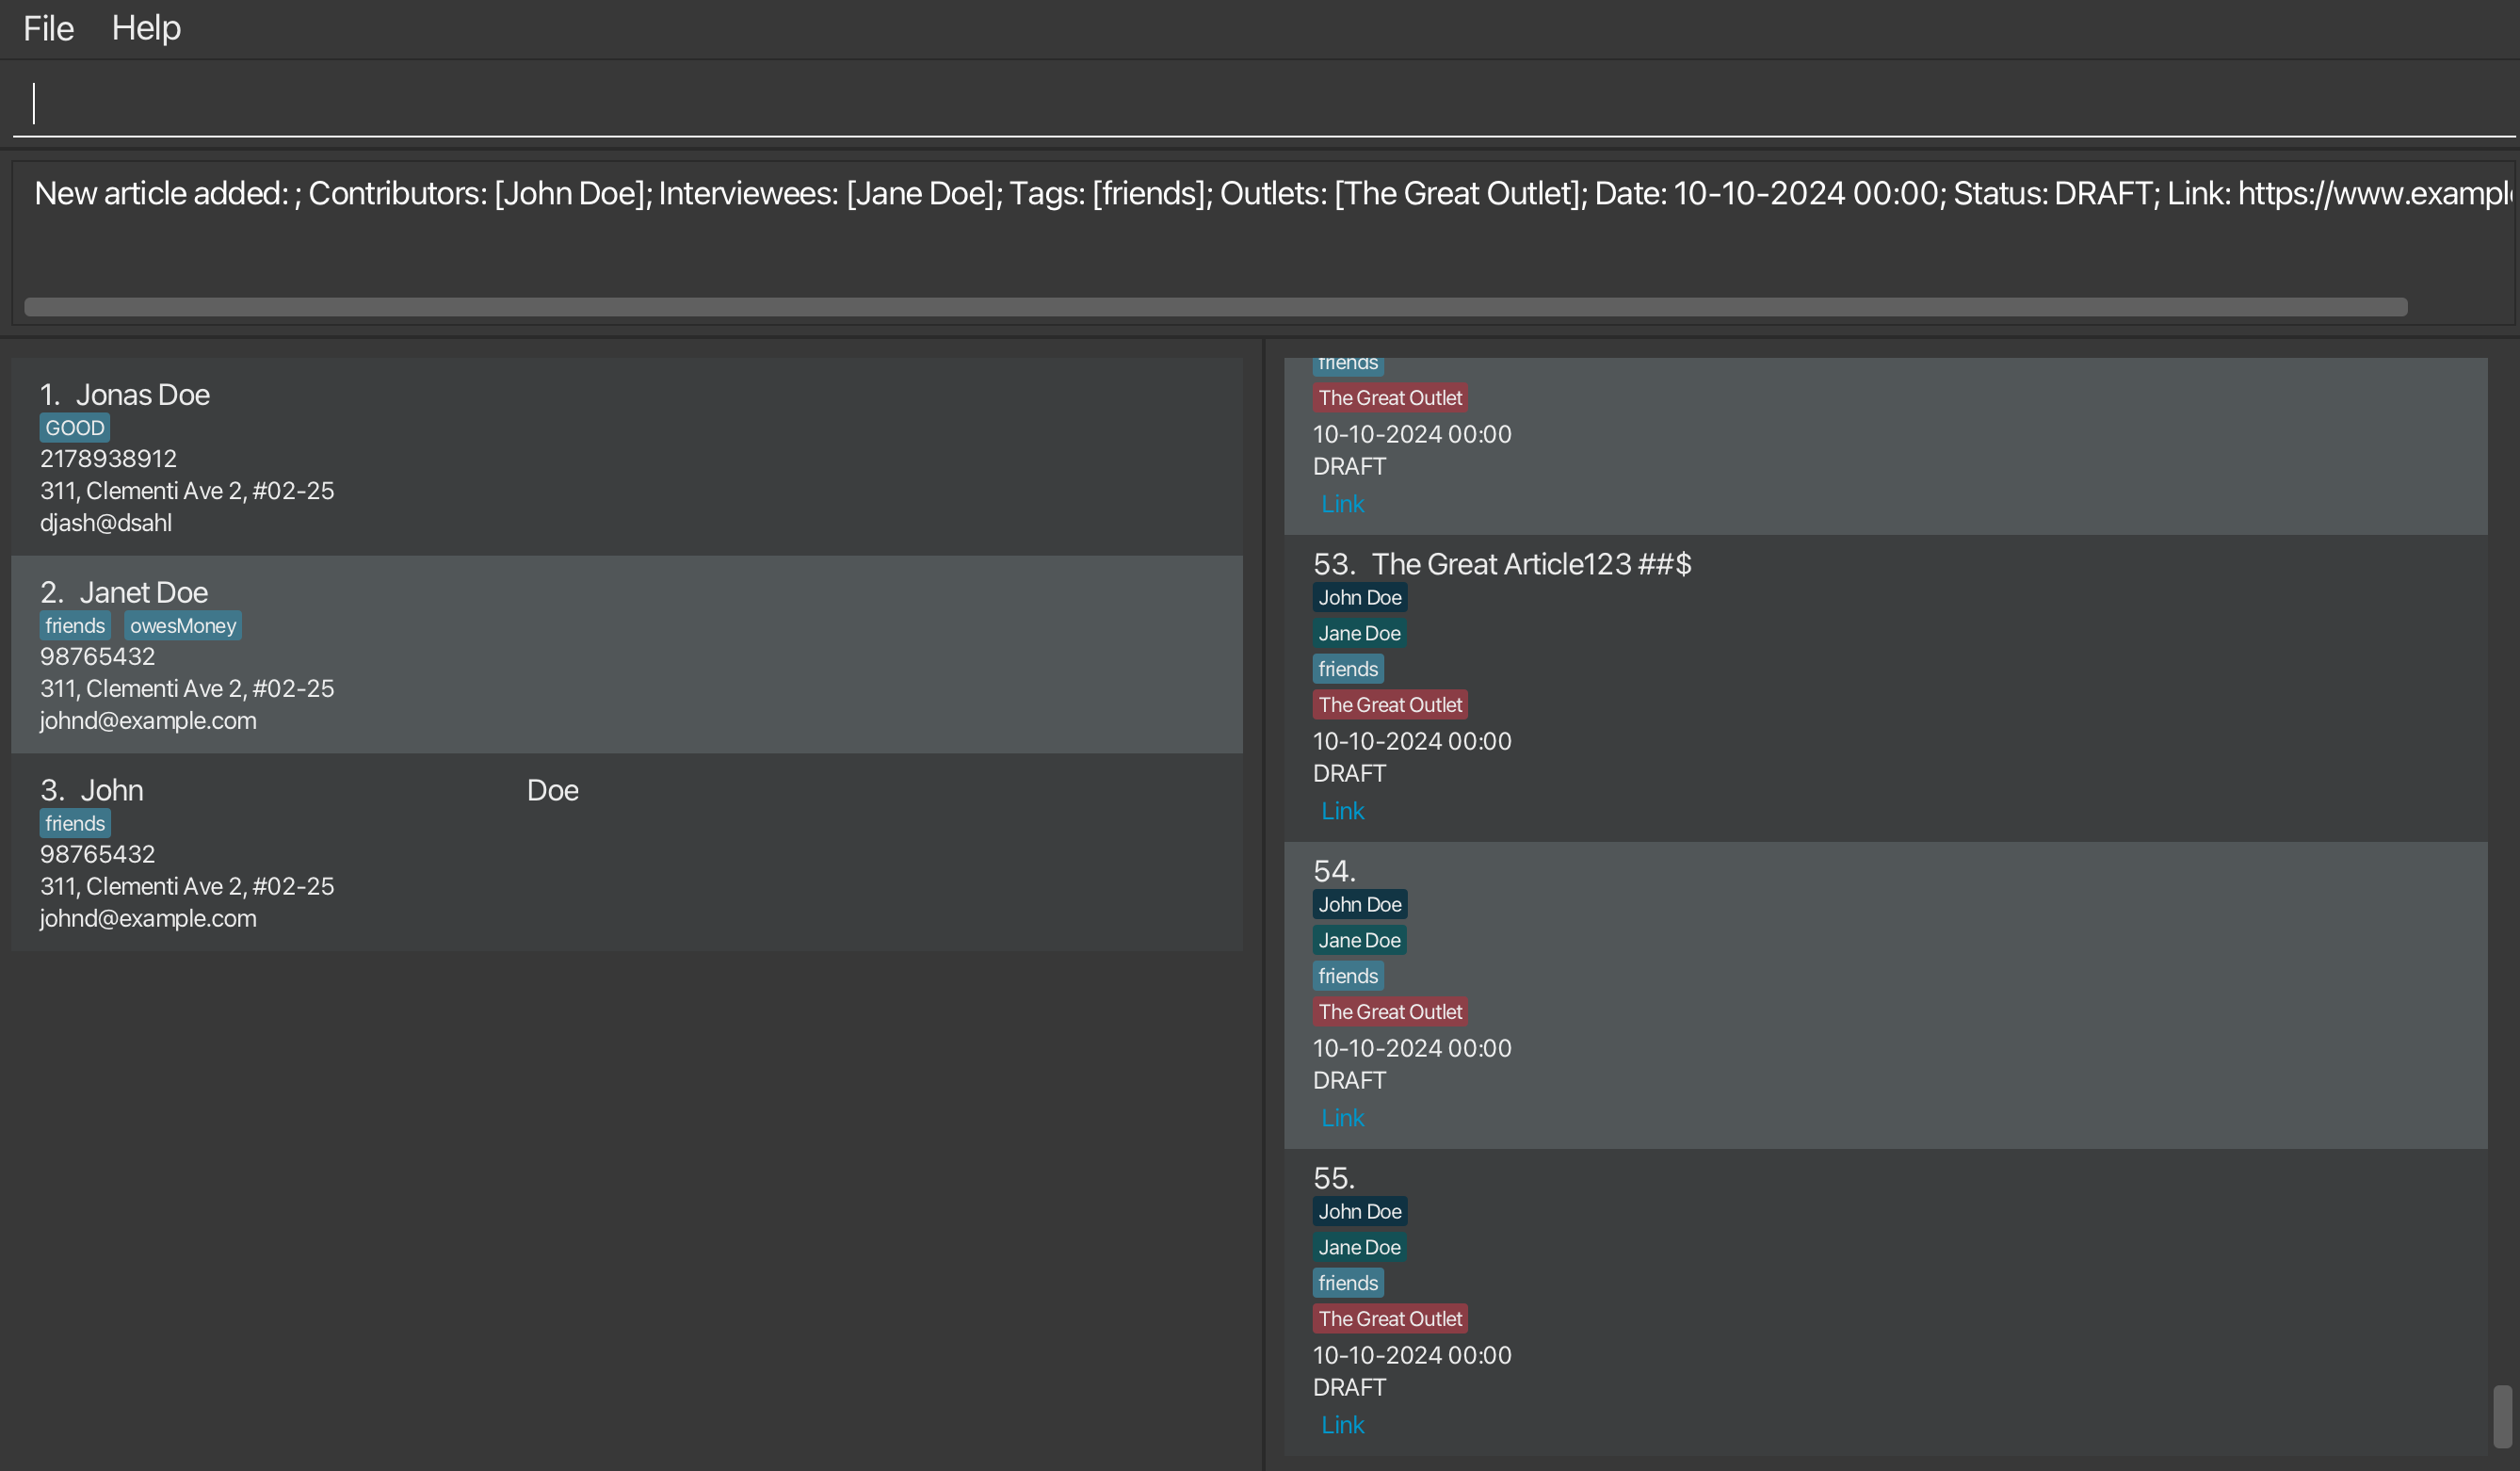 File Help
New article added: ; Contributors: [John Doe]; Interviewees: [Jane Doe]; Tags: [friends]; Outlets: [The Great Outlet]; Date: 10-10-2024 00:00; Status: DRAFT; Link: https://www.exampl
1. Jonas Doe
GOOD
2178938912
311, Clementi Ave 2, #02-25
djash@dsahl
2. Janet Doe
friends owesMoney
98765432
311, Clementi Ave 2, #02-25
johnd@example.com
3. John Doe
friends
98765432
311, Clementi Ave 2, #02-25
johnd@example.com
friends
The Great Outlet
10-10-2024 00:00
DRAFT
Link
53. The Great Article123 ##$
John Doe
Jane Doe
friends
The Great Outlet
10-10-2024 00:00
DRAFT
Link
54.
John Doe
Jane Doe
friends
The Great Outlet
10-10-2024 00:00
DRAFT
Link
55.
John Doe
Jane Doe
friends
The Great Outlet
10-10-2024 00:00
DRAFT
Link